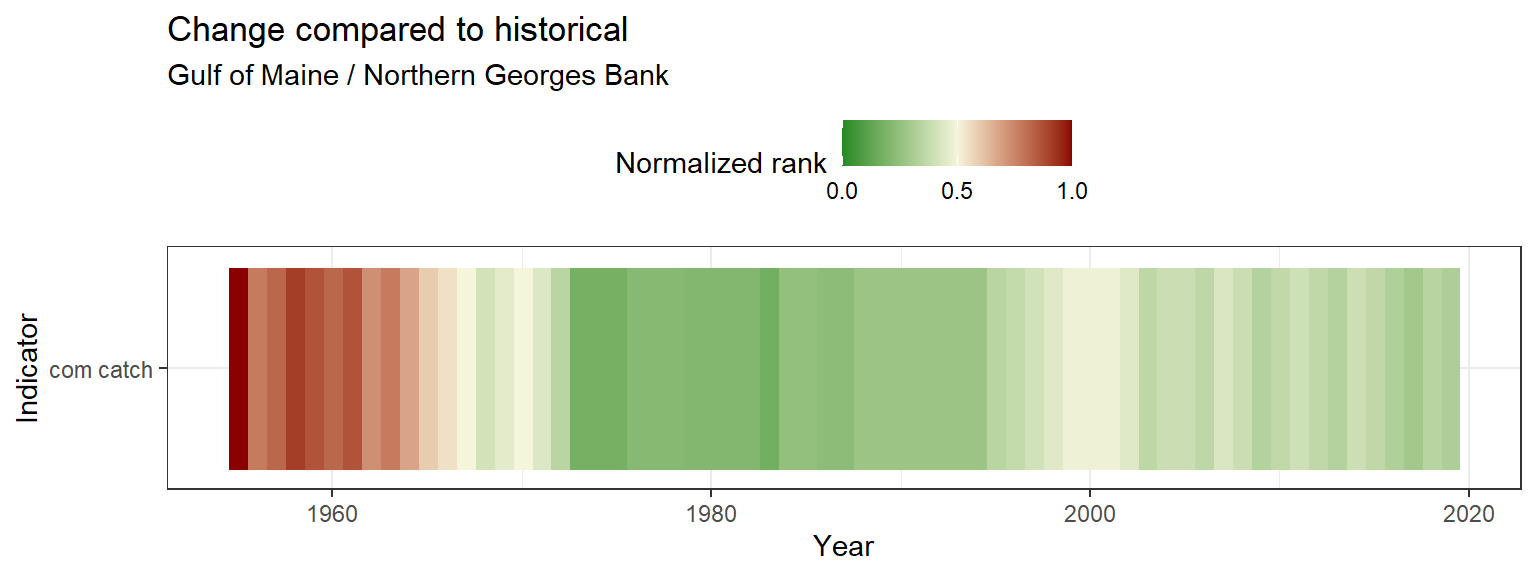 Change compared to historical
Gulf of Maine / Northern Georges Bank
Normalized rank
0.0 0.5 1.0
Indicator
com catch
1960 1980 2000 2020
Year